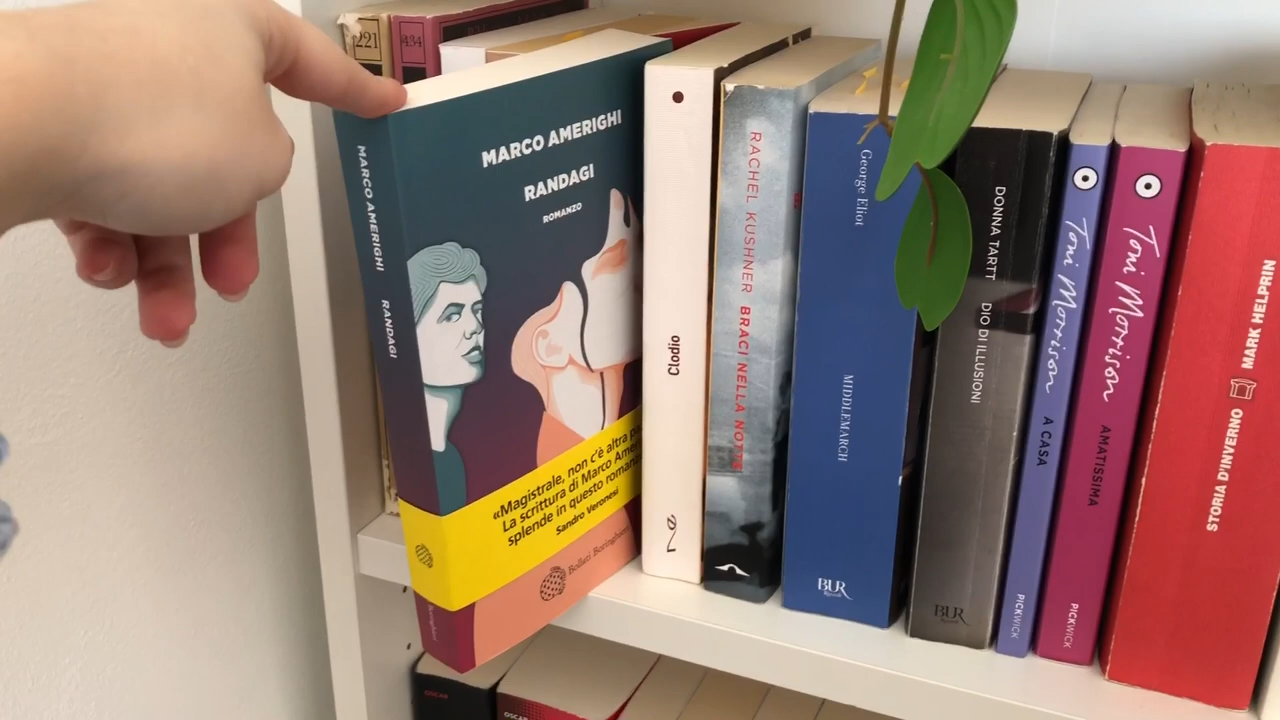 221
434
MARCO AMERIGHI
RANDAGI
MARCO AMERIGHI
RANDAGI
ROMANZO
«Magistrale, non c'è altra
La scrittura di Marco
splende in questo
Sandro Veronesi
Bollati Boringhieri
Boringhieri
Clodio
RACHEL KUSHNER BRACI NELLA NOTTE
George Eliot
MIDDLEMARCH
BUR
DONNA TARTT DIO DI ILLUSIONI
BUR
Toni Morrison A CASA
PICKWICK
Toni Morrison AMATISSIMA
PICKWICK
MARK HELPRIN
STORIA D'INVERNO
OSCAR
OSCAR